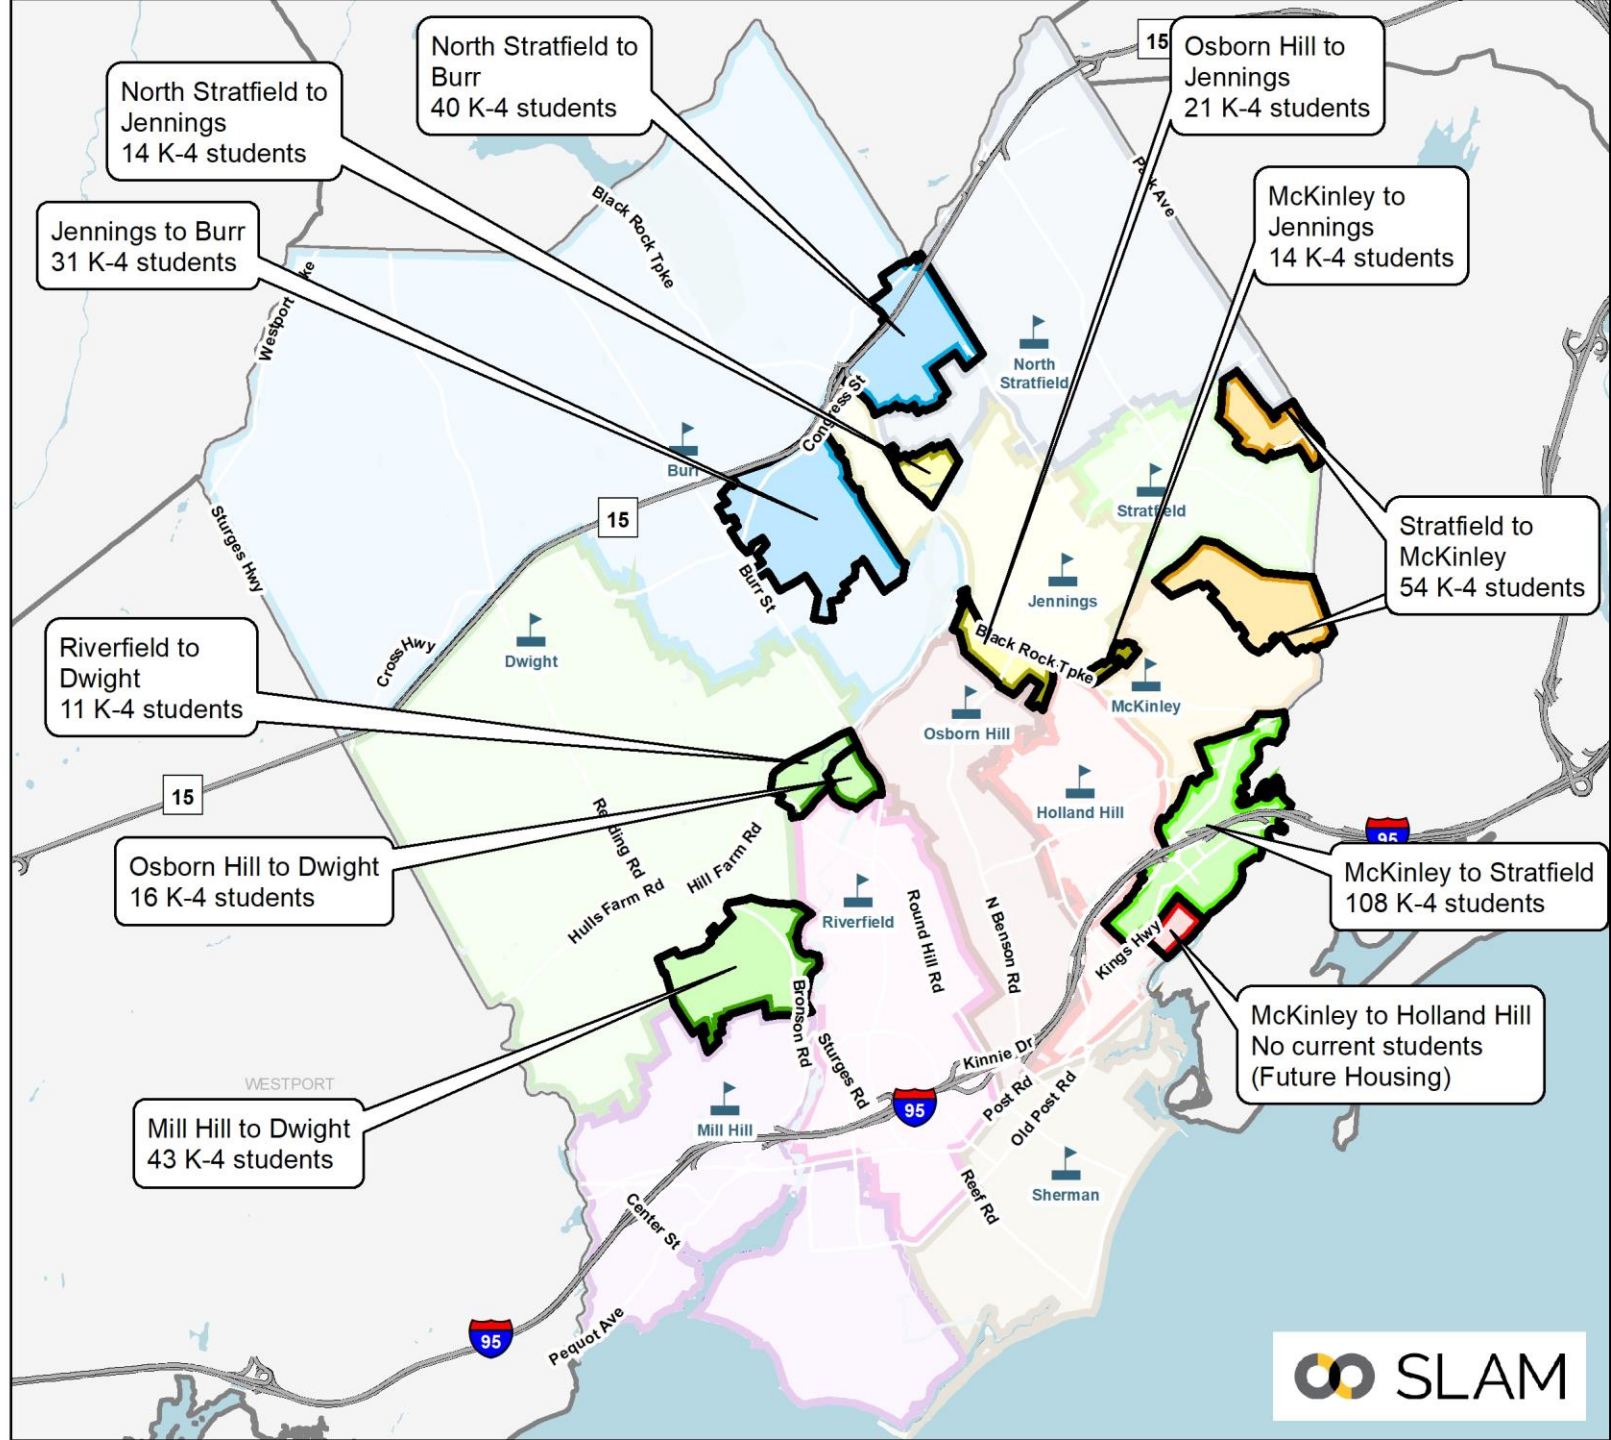 North Stratfield to
Burr
40 K-4 students
North Stratfield to
Jennings
14 K-4 students
Jennings to Burr
31 K-4 students
15
Osborn Hill to
Jennings
21 K-4 students
McKinley to
Jennings
14 K-4 students
Park Ave
Black Rock Tpke
Westport
ke
North
Stratfield
Congress St
Burr
15
Stratfield
Sturges Hwy
Stratfield to
McKinley
54 K-4 students
Burr St
Jennings
Black Rock Tpke
Dwight
Cross Hwy
Riverfield to
Dwight
11 K-4 students
McKinley
Osborn Hill
15
Holland Hill
95
Redding Rd
Hill Farm Rd
Osborn Hill to Dwight
16 K-4 students
Hulls Farm Rd
Riverfield
Round Hill Rd
N Benson Rd
McKinley to Stratfield
108 K-4 students
Kings Hwy
Bronson Rd
McKinley to Holland Hill
No current students
(Future Housing)
Sturges Rd
Kinnie Dr
WESTPORT
95
Post Rd
Old Post Rd
Mill Hill
Mill Hill to Dwight
43 K-4 students
Sherman
Reef Rd
Center St
95
Pequot Ave
SLAM